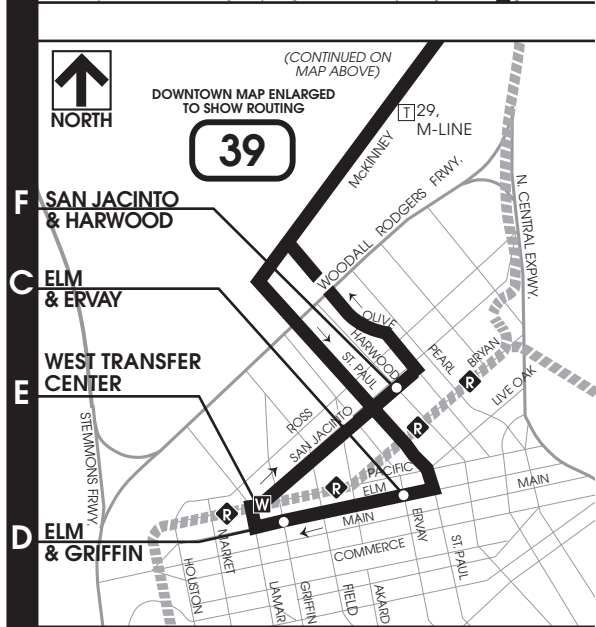 (CONTINUED ON
MAP ABOVE)
NORTH
DOWNTOWN MAP ENLARGED
TO SHOW ROUTING
39
T 29,
M-LINE
McKINNEY
F
SAN JACINTO
& HARWOOD
WOODALL RODGERS FRWY.
N. CENTRAL EXPWY.
C
ELM
& ERVAY
OLIVE
HARWOOD
ST. PAUL
PEARL
BRYAN
R
LIVE OAK
WEST TRANSFER
CENTER
E
STEMMONS FRWY.
ROSS
SAN JACINTO
R
PACIFIC
R
ELM
MAIN
W
R
MAIN
D
ELM
& GRIFFIN
MARKET
COMMERCE
ERVAY
ST. PAUL
HOUSTON
LAMAR
GRIFFIN
FIELD
AKARD